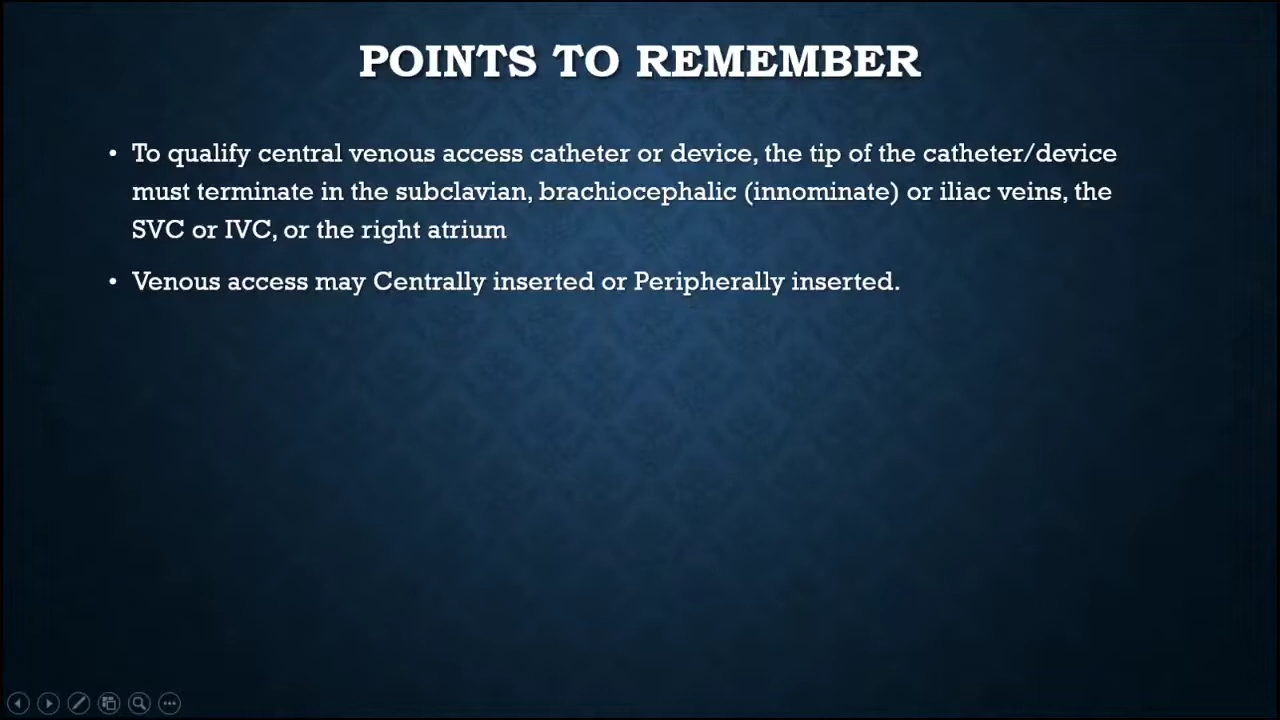 POINTS TO REMEMBER
• To qualify central venous access catheter or device, the tip of the catheter/device
must terminate in the subclavian, brachiocephalic (innominate) or iliac veins, the
SVC or IVC, or the right atrium
• Venous access may Centrally inserted or Peripherally inserted.